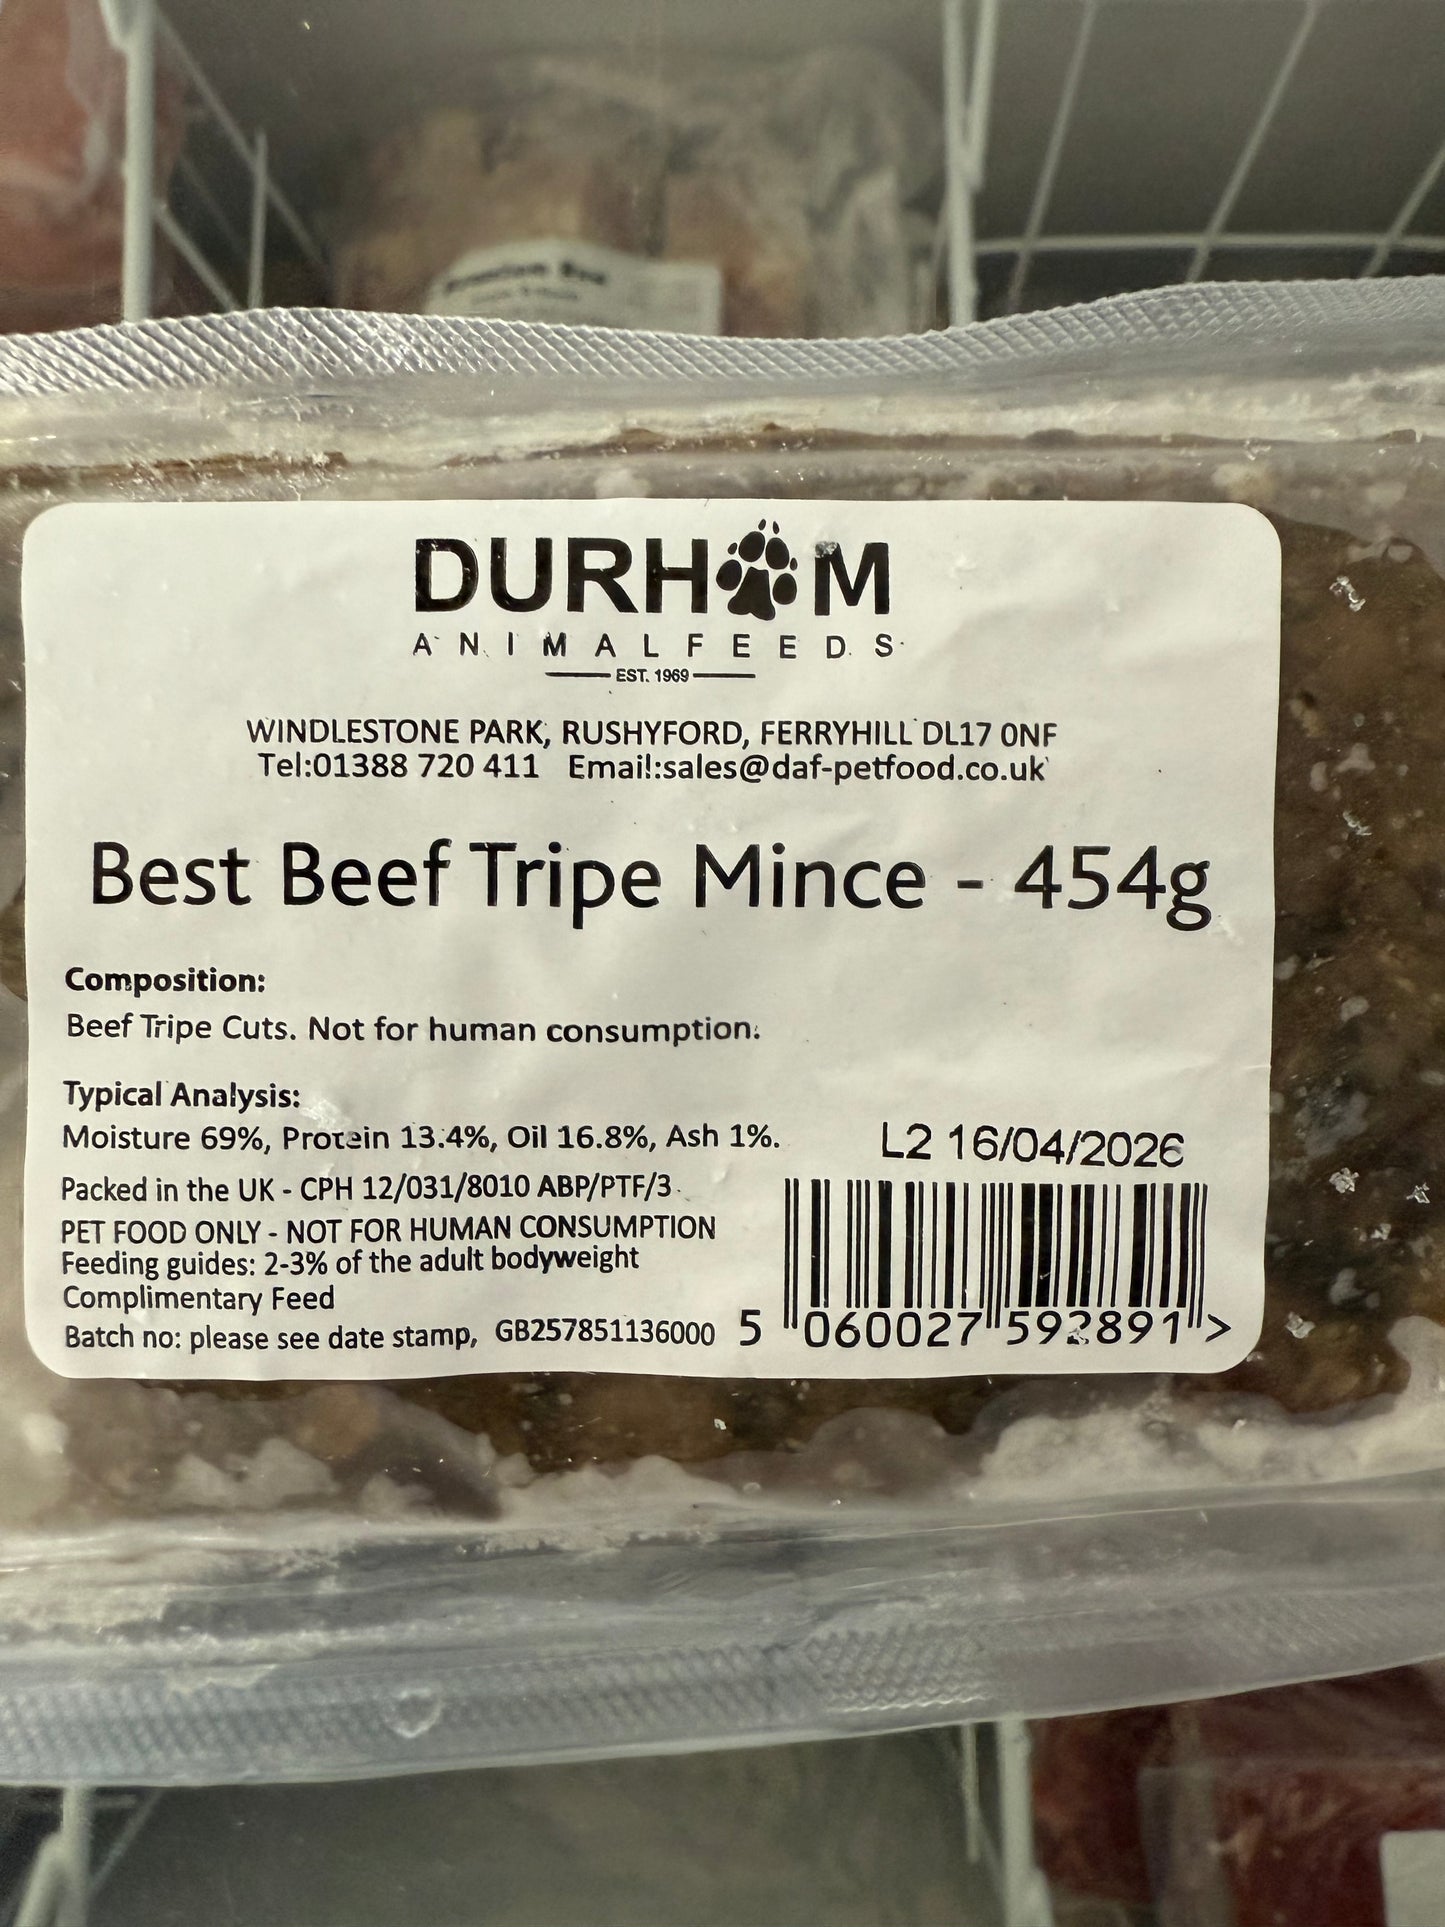 DURHAM
ANIMALFEEDS
EST. 1969
WINDLESTONE PARK, RUSHYFORD, FERRYHILL DL17 0NF
Tel:01388 720 411 Email:sales@daf-petfood.co.uk
Best Beef Tripe Mince - 454g
Composition:
Beef Tripe Cuts. Not for human consumption.
Typical Analysis:
Moisture 69%, Protein 13.4%, Oil 16.8%, Ash 1%.
L2 16/04/2026
Packed in the UK - CPH 12/031/8010 ABP/PTF/3
PET FOOD ONLY - NOT FOR HUMAN CONSUMPTION
Feeding guides: 2-3% of the adult bodyweight
Complimentary Feed
Batch no: please see date stamp, GB257851136000
5 060027 592891 >